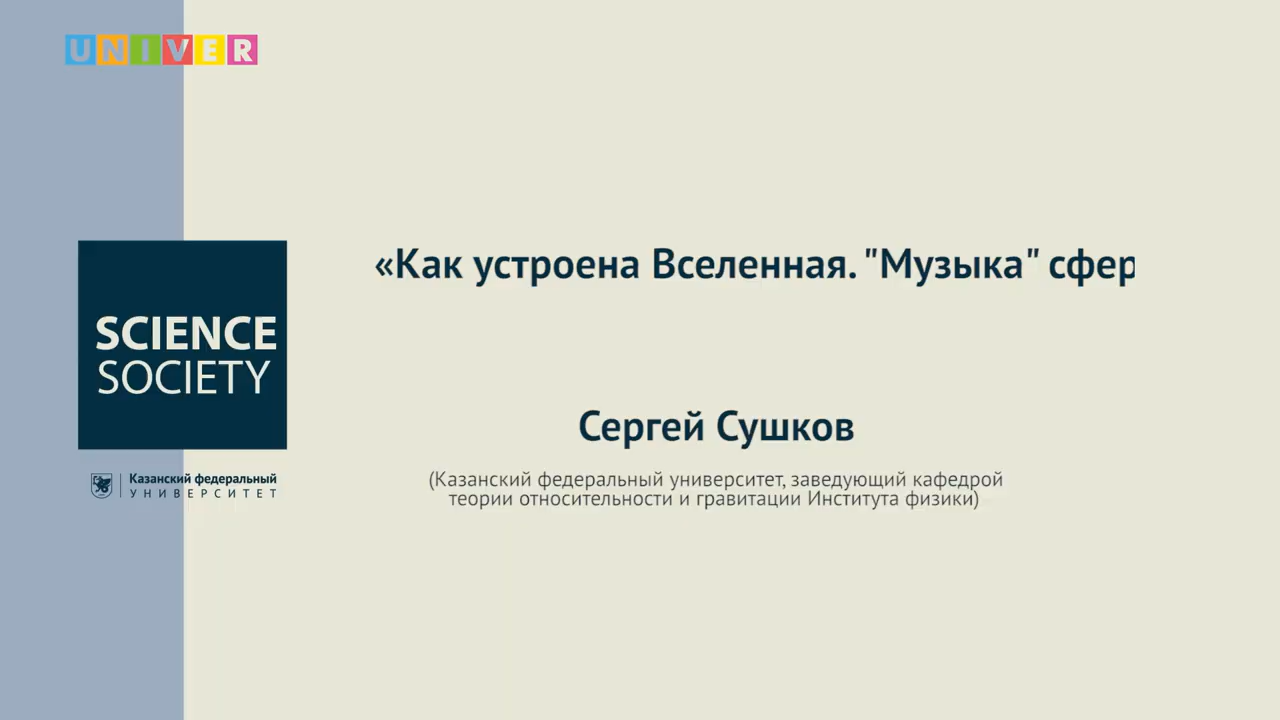 UNIVER
«Как устроена Вселенная. "Музыка" сфер
SCIENCE
SOCIETY
Сергей Сушков
Казанский федеральный
УНИВЕРСИТЕТ
(Казанский федеральный университет, заведующий кафедрой
теории относительности и гравитации Института физики)